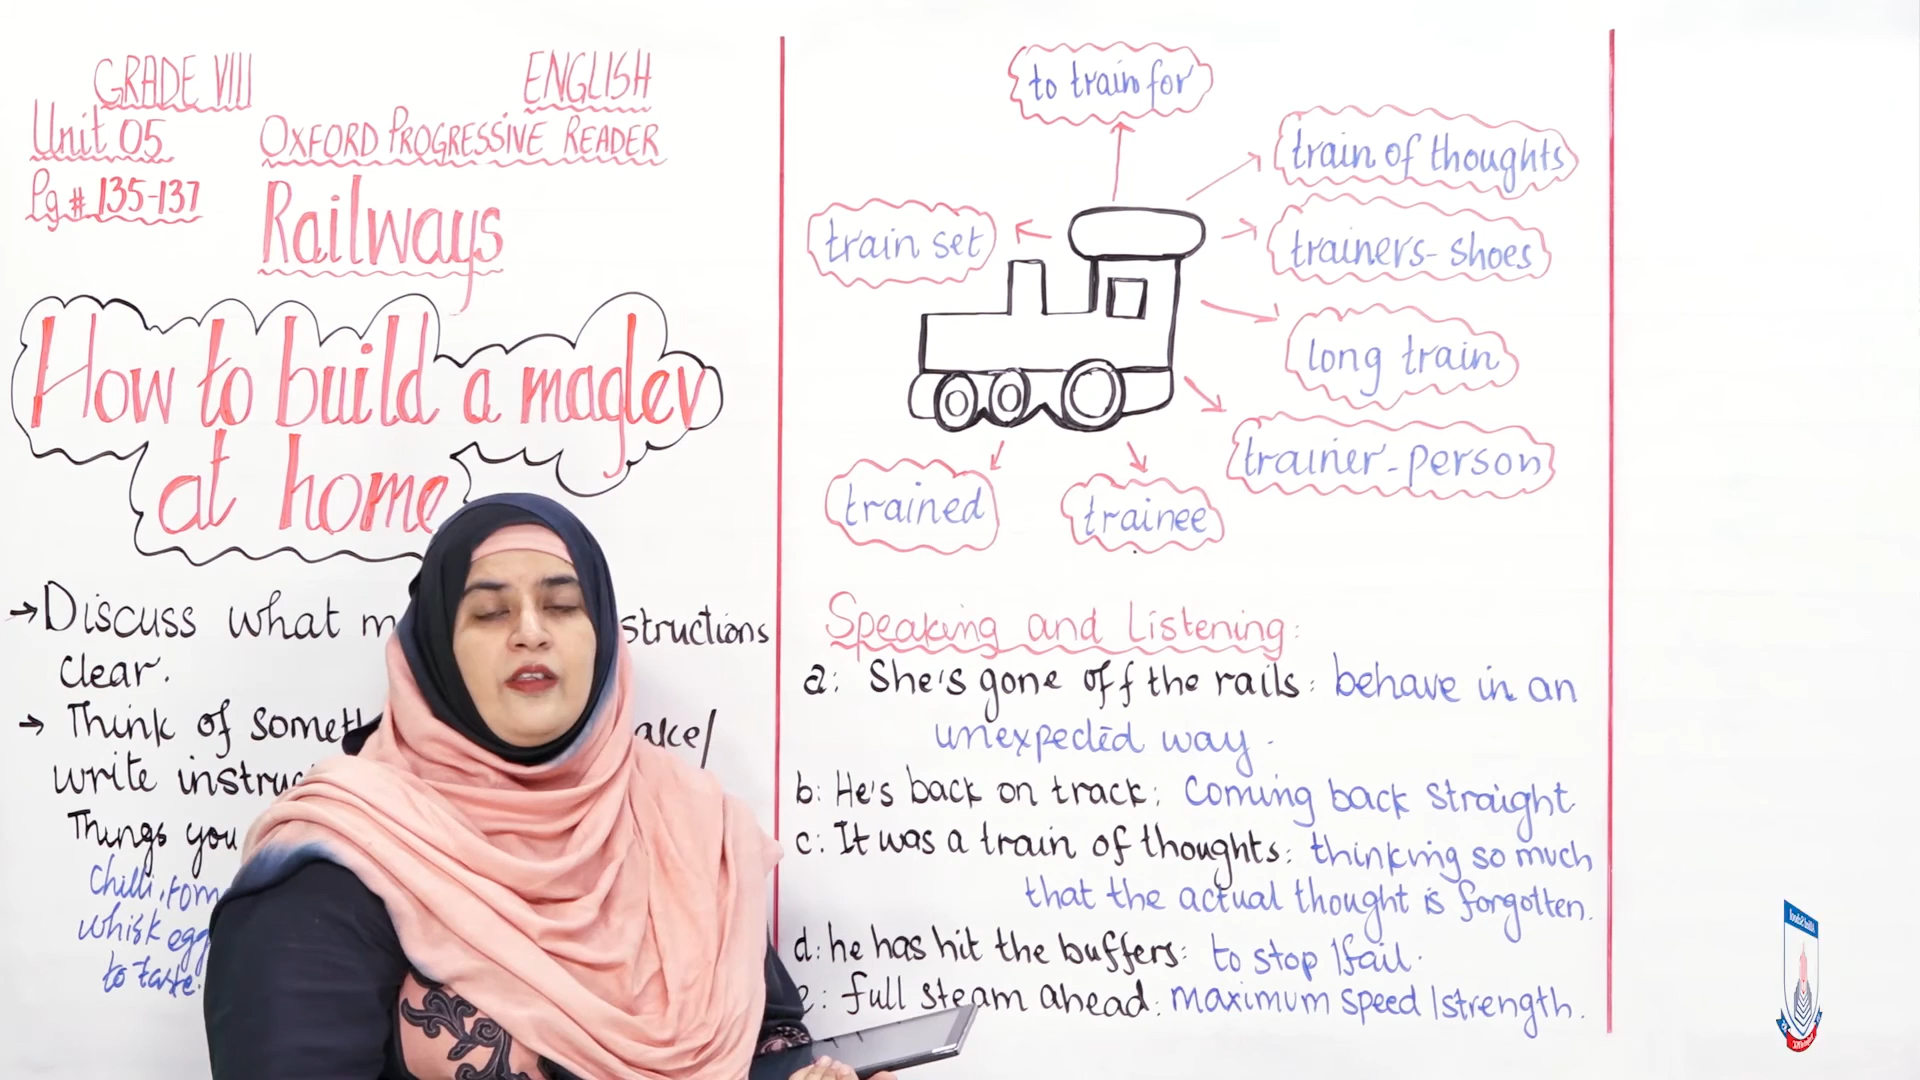 GRADE VIII
ENGLISH
Unit 05
OXFORD PROGRESSIVE READER
Pg # 135-137
Railways
How to build a maglev
at home
→ Discuss what m structions
clear.
→ Think of someth ake/
write instruc
Things you
chilli, tom
whisk egg
to taste.
to train for
train of thoughts
train set
trainers- shoes
long train
trainer-person
trained
trainee
Speaking and Listening:
a: She's gone off the rails: behave in an
unexpected way.
b: He's back on track: Coming back straight
c: It was a train of thoughts: thinking so much
that the actual thought is forgotten.
d: he has hit the buffers: to stop /fail.
e: full steam ahead: maximum speed /strength.